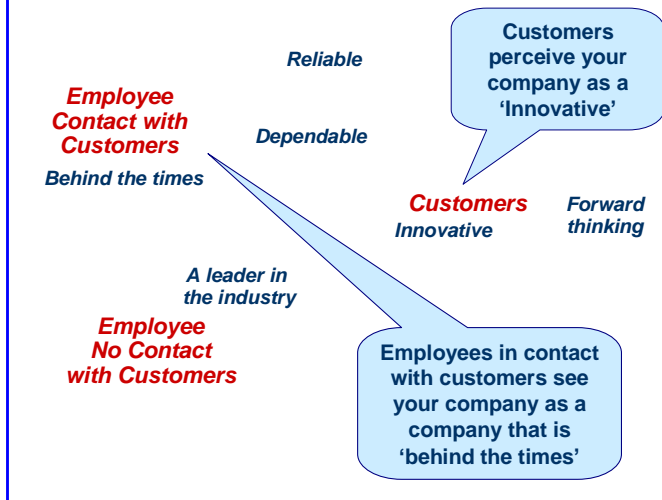 Customers
perceive your
company as a
‘Innovative’
Reliable
Employee
Contact with
Customers
Dependable
Behind the times
Customers
Innovative
Forward
thinking
A leader in
the industry
Employee
No Contact
with Customers
Employees in contact
with customers see
your company as a
company that is
‘behind the times’